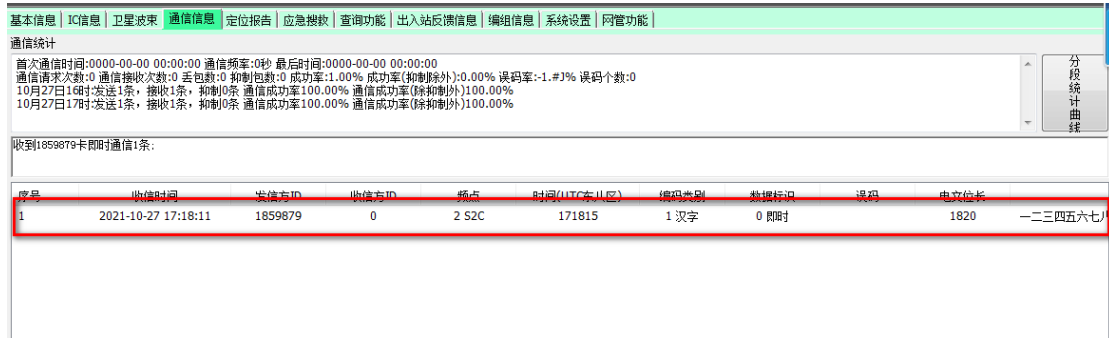 基本信息 IC信息 卫星波束 通信信息 定位报告 应急搜救 查询功能 出入站反馈信息 编组信息 系统设置 网管功能
通信统计
首次通信时间:0000-00-00 00:00:00 通信频率:0秒 最后时间:0000-00-00 00:00:00
通信请求次数:0 通信接收次数:0 丢包数:0 抑制包数:0 成功率:1.00% 成功率(抑制除外):0.00% 误码率:-1.#J% 误码个数:0
10月27日16时:发送1条，接收1条，抑制0条 通信成功率100.00% 通信成功率(除抑制外)100.00%
10月27日17时:发送1条，接收1条，抑制0条 通信成功率100.00% 通信成功率(除抑制外)100.00%
分段统计曲线
收到1859879卡即时通信1条;
序号 收信时间 发信方ID 收信方ID 频点 时间(UTC东八区) 编码类别 数据标识 误码 电文位长
1 2021-10-27 17:18:11 1859879 0 2 S2C 171815 1 汉字 0 即时 1820 一二三四五六七八